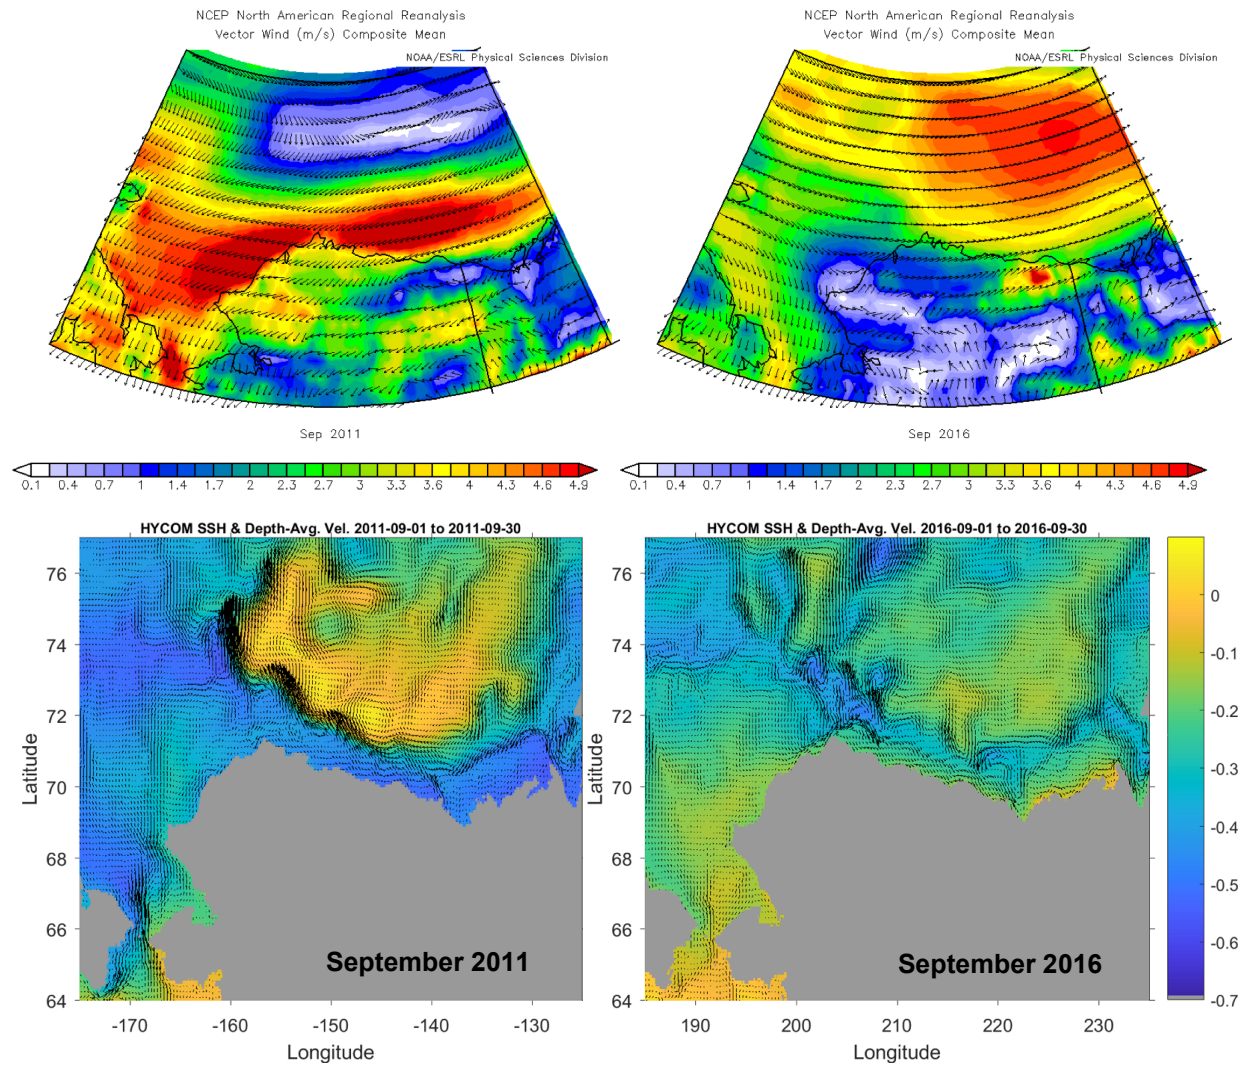 NCEP North American Regional Reanalysis
Vector Wind (m/s) Composite Mean
NOAA/ESRL Physical Sciences Division
Sep 2011
0.1 0.4 0.7 1 1.4 1.7 2 2.3 2.7 3 3.3 3.6 4 4.3 4.6 4.9
NCEP North American Regional Reanalysis
Vector Wind (m/s) Composite Mean
NOAA/ESRL Physical Sciences Division
Sep 2016
0.1 0.4 0.7 1 1.4 1.7 2 2.3 2.7 3 3.3 3.6 4 4.3 4.6 4.9
HYCOM SSH & Depth-Avg. Vel. 2011-09-01 to 2011-09-30
76
74
72
70
68
66
64
Latitude
September 2011
-170 -160 -150 -140 -130
Longitude
HYCOM SSH & Depth-Avg. Vel. 2016-09-01 to 2016-09-30
76
74
72
70
68
66
64
Latitude
September 2016
190 200 210 220 230
Longitude
0
-0.1
-0.2
-0.3
-0.4
-0.5
-0.6
-0.7